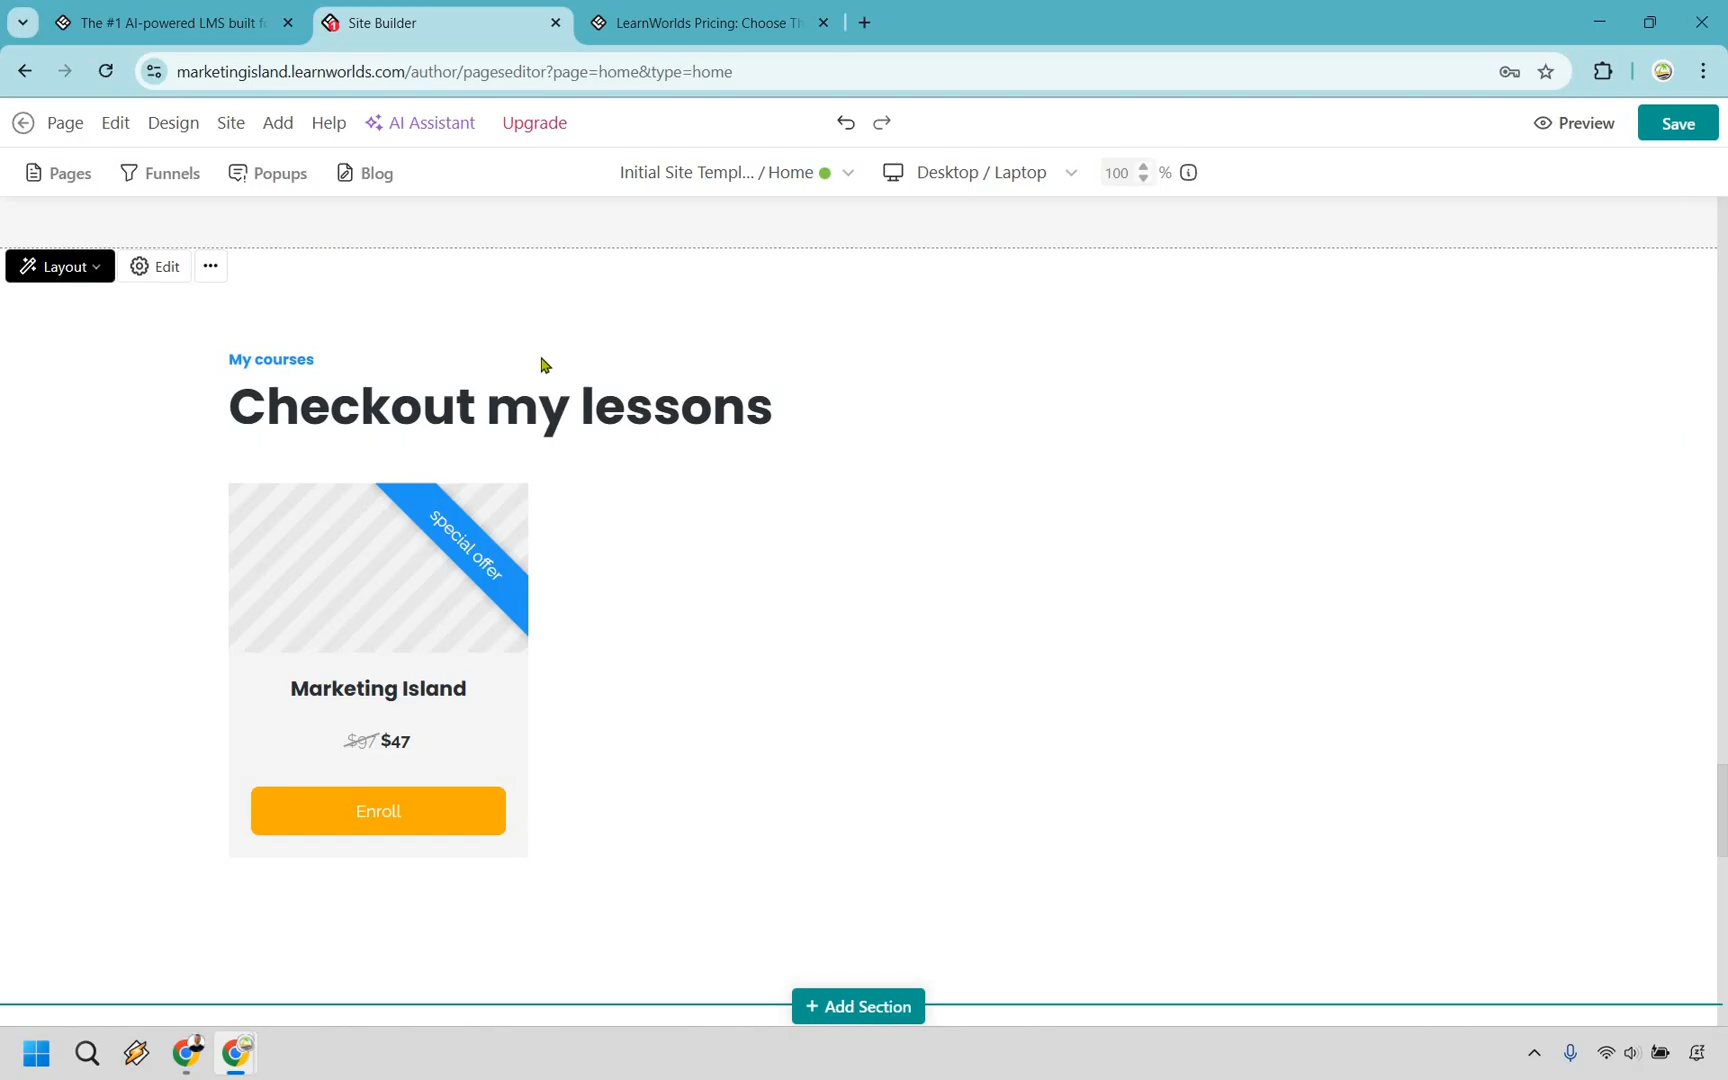 The #1 AI-powered LMS built f
Site Builder
LearnWorlds Pricing: Choose Th
marketingisland.learnworlds.com/author/pageseditor?page=home&type=home
Page Edit Design Site Add Help AI Assistant Upgrade
Preview
Save
Pages Funnels Popups Blog
Initial Site Templ... / Home
Desktop / Laptop
100 %
Layout
Edit
My courses
Checkout my lessons
special offer
Marketing Island
$97 $47
Enroll
+ Add Section